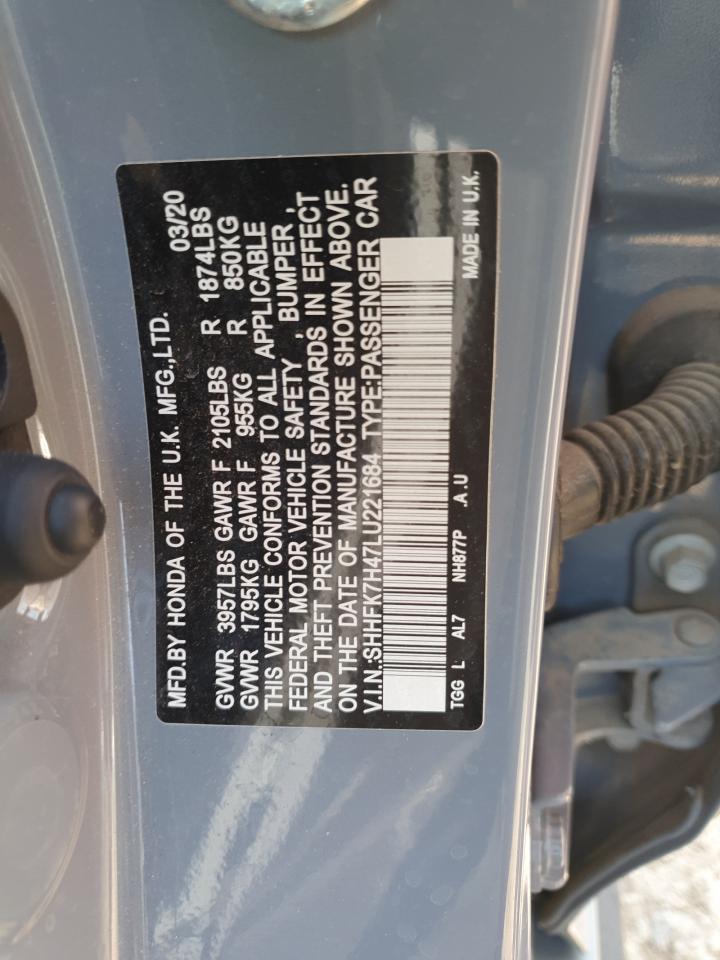 MFD.BY HONDA OF THE U.K. MFG.,LTD. 03/20
GVWR 3957LBS GAWR F 2105LBS R 1874LBS
GVWR 1795KG GAWR F 955KG R 850KG
THIS VEHICLE CONFORMS TO ALL APPLICABLE
FEDERAL MOTOR VEHICLE SAFETY , BUMPER ,
AND THEFT PREVENTION STANDARDS IN EFFECT
ON THE DATE OF MANUFACTURE SHOWN ABOVE.
V.I.N.:SHHFK7H47LU221684 TYPE:PASSENGER CAR
TGG L AL7 NH877P .A.U MADE IN U.K.